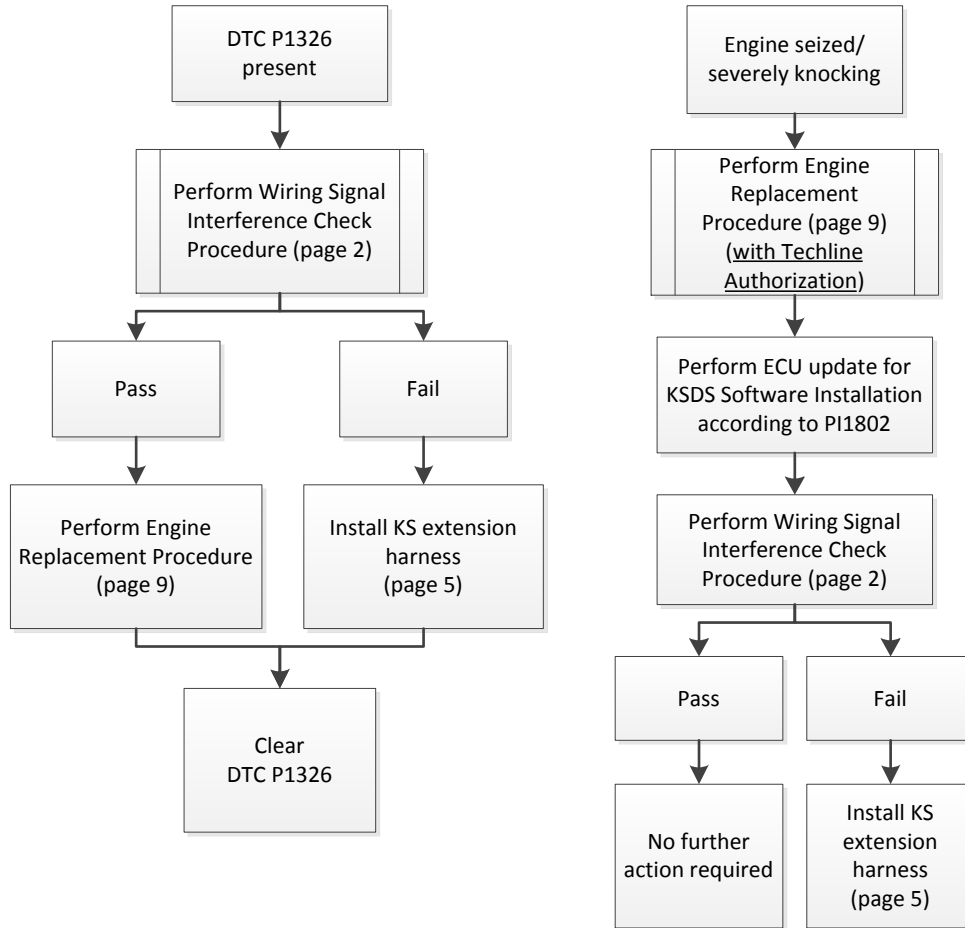 DTC P1326
present
Perform Wiring Signal
Interference Check
Procedure (page 2)
Pass
Fail
Perform Engine
Replacement Procedure
(page 9)
Install KS extension
harness
(page 5)
Clear
DTC P1326
Engine seized/
severely knocking
Perform Engine
Replacement
Procedure (page 9)
(with Techline
Authorization)
Perform ECU update for
KSDS Software Installation
according to PI1802
Perform Wiring Signal
Interference Check
Procedure (page 2)
Pass
Fail
No further
action required
Install KS
extension
harness
(page 5)